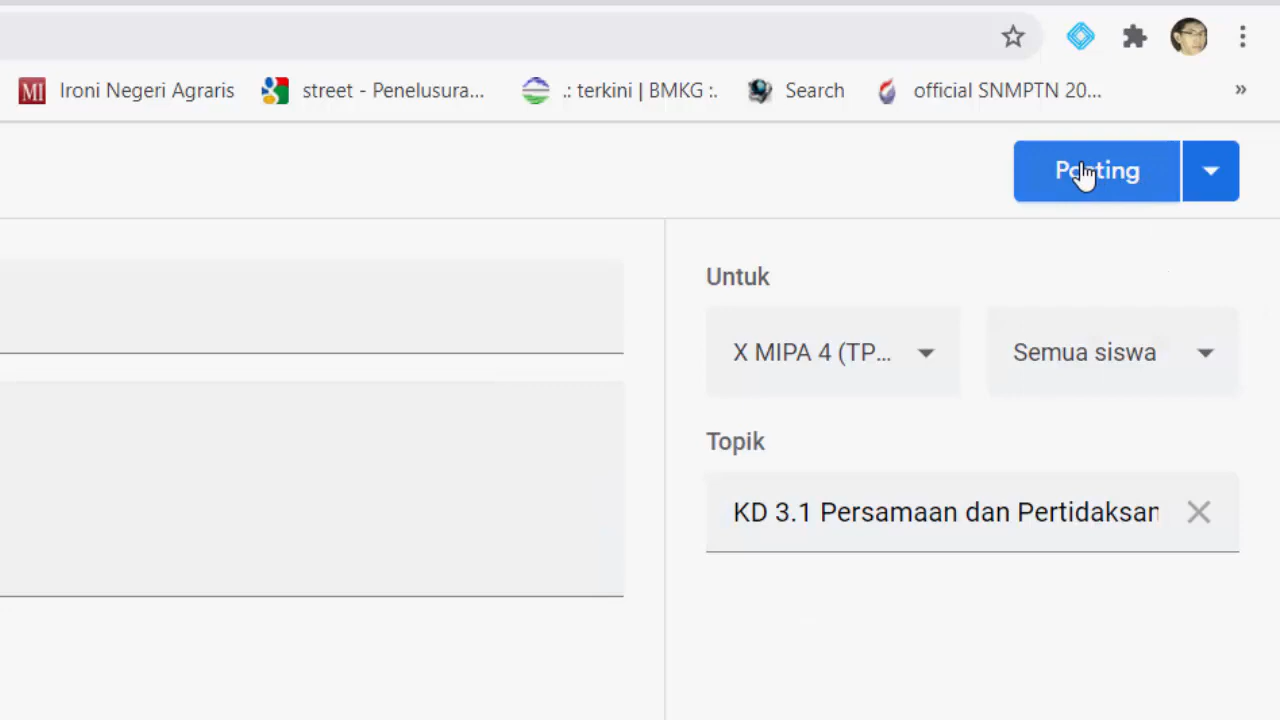 MI Ironi Negeri Agraris street - Penelusura... .: terkini | BMKG :. Search official SNMPTN 20... »
Posting
Untuk
X MIPA 4 (TP... Semua siswa
Topik
KD 3.1 Persamaan dan Pertidaksan